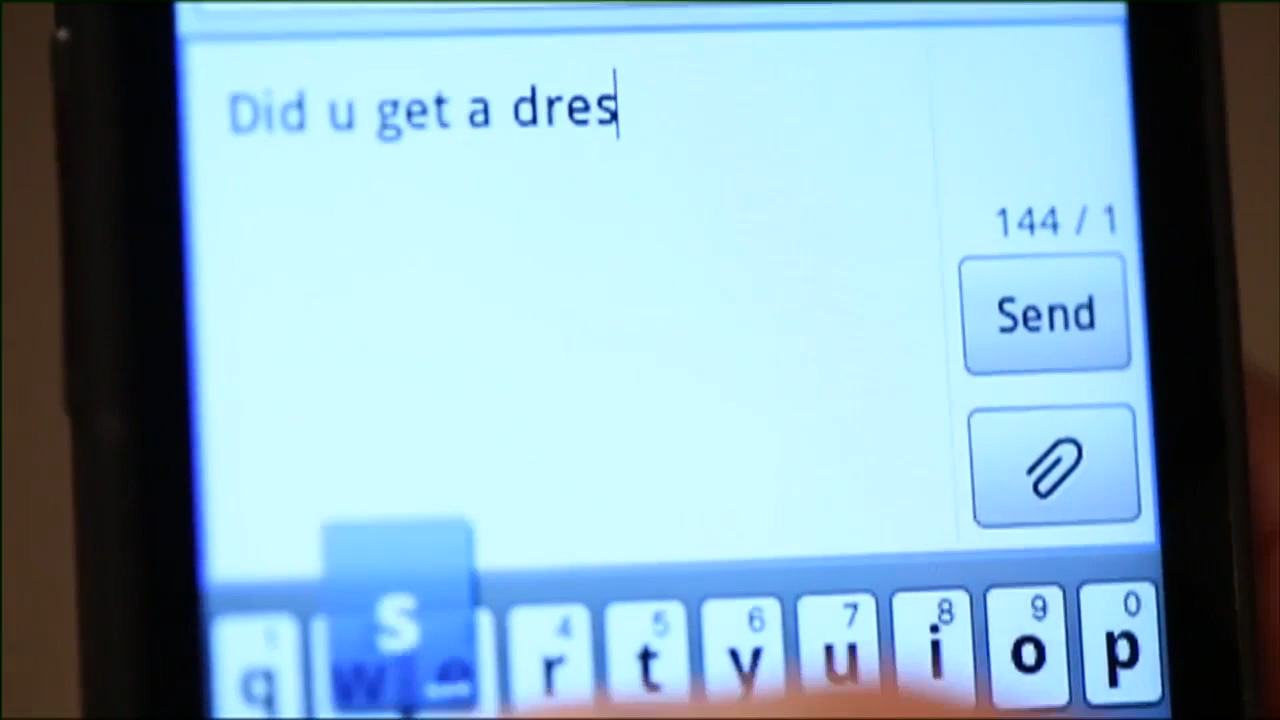 Did u get a dres
144 / 1
Send
s
4 5 6 7 8 9 0
q w e r t y u i o p